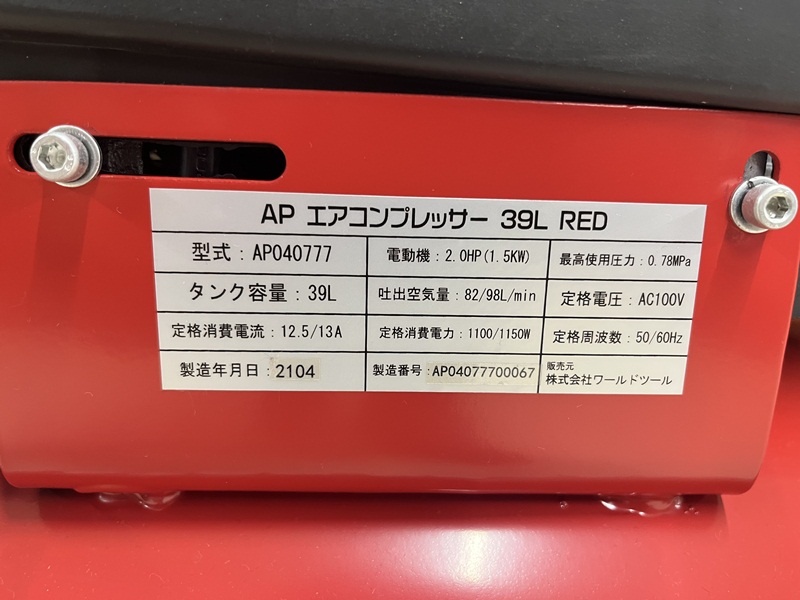 AP エアコンプレッサー 39L RED
型式：AP040777 電動機：2.0HP(1.5KW) 最高使用圧力：0.78MPa
タンク容量：39L 吐出空気量：82/98L/min 定格電圧：AC100V
定格消費電流：12.5/13A 定格消費電力：1100/1150W 定格周波数：50/60Hz
製造年月日：2104 製造番号：AP04077700067 販売元
株式会社ワールドツール